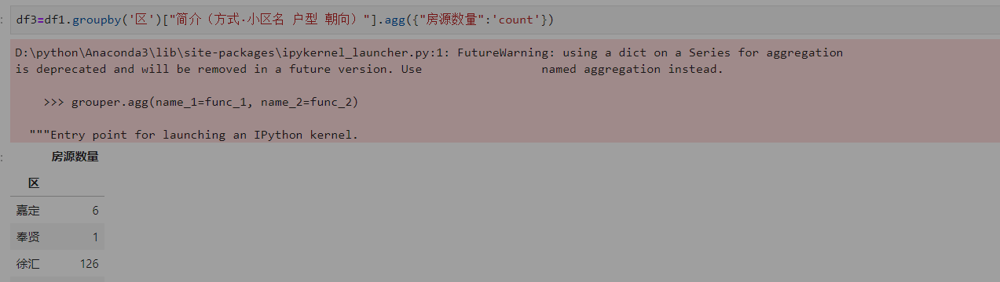 df3=df1.groupby('区')["简介（方式·小区名 户型 朝向）"].agg({"房源数量":'count'})
D:\python\Anaconda3\lib\site-packages\ipykernel_launcher.py:1: FutureWarning: using a dict on a Series for aggregation
is deprecated and will be removed in a future version. Use                 named aggregation instead.
    >>> grouper.agg(name_1=func_1, name_2=func_2)
  """Entry point for launching an IPython kernel.
房源数量
区
嘉定 6
奉贤 1
徐汇 126